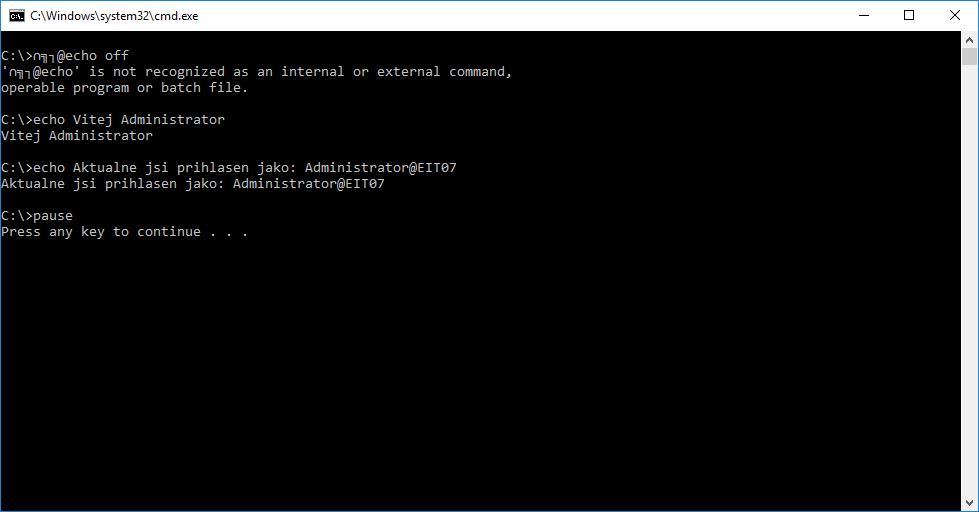 C:\Windows\system32\cmd.exe
C:\>∩╗┐@echo off
'∩╗┐@echo' is not recognized as an internal or external command,
operable program or batch file.
C:\>echo Vitej Administrator
Vitej Administrator
C:\>echo Aktualne jsi prihlasen jako: Administrator@EIT07
Aktualne jsi prihlasen jako: Administrator@EIT07
C:\>pause
Press any key to continue . . .